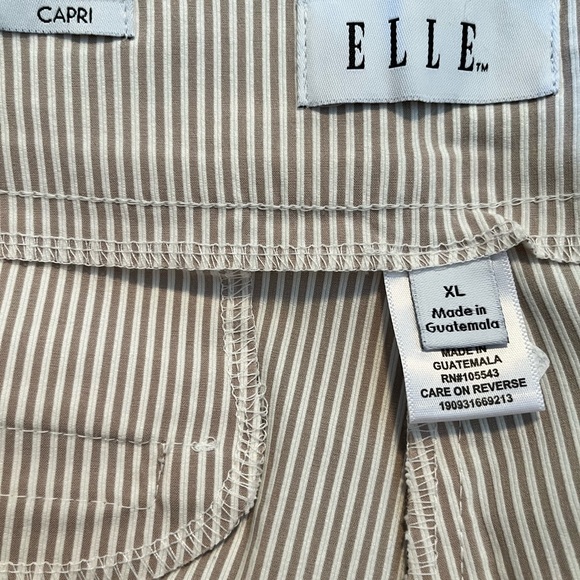 CAPRI
ELLE™
XL
Made in
Guatemala
MADE IN
GUATEMALA
RN#105543
CARE ON REVERSE
190931669213